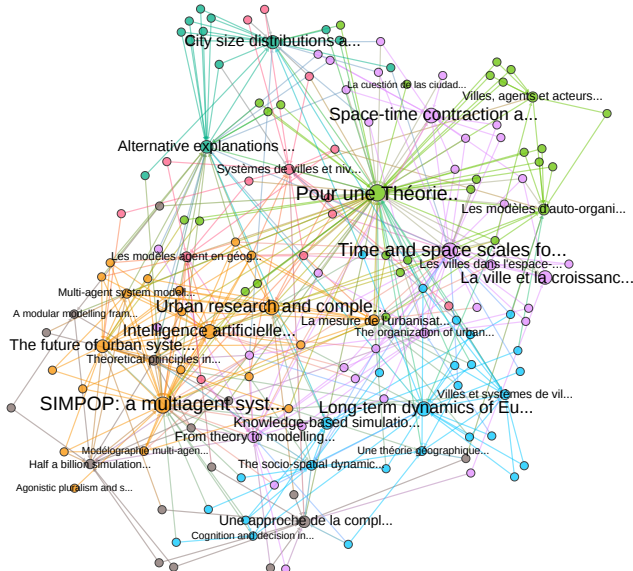 City size distributions a...
La cuestión de las ciudad...
Villes, agents et acteurs...
Space-time contraction a...
Alternative explanations ...
Systèmes de villes et niv...
Pour une Théorie..
Les modèles d'auto-organi...
Time and space scales fo...
Les modèles agent en géog...
Les villes dans l'espace-...
La ville et la croissanc...
Multi-agent system modell...
Urban research and comple...
A modular modelling fram...
La mesure de l'urbanisat...
Intelligence artificielle...
The organization of urban...
The future of urban syste...
Theoretical principles in...
Villes et systèmes de vil...
SIMPOP: a multiagent syst...
Long-term dynamics of Eu...
Knowledge-based simulatio...
From theory to modelling...
Modélographie multi-agen...
Une théorie géographique...
Half a billion simulation...
The socio-spatial dynamic...
Agonistic pluralism and s...
Une approche de la compl...
Cognition and decision in...